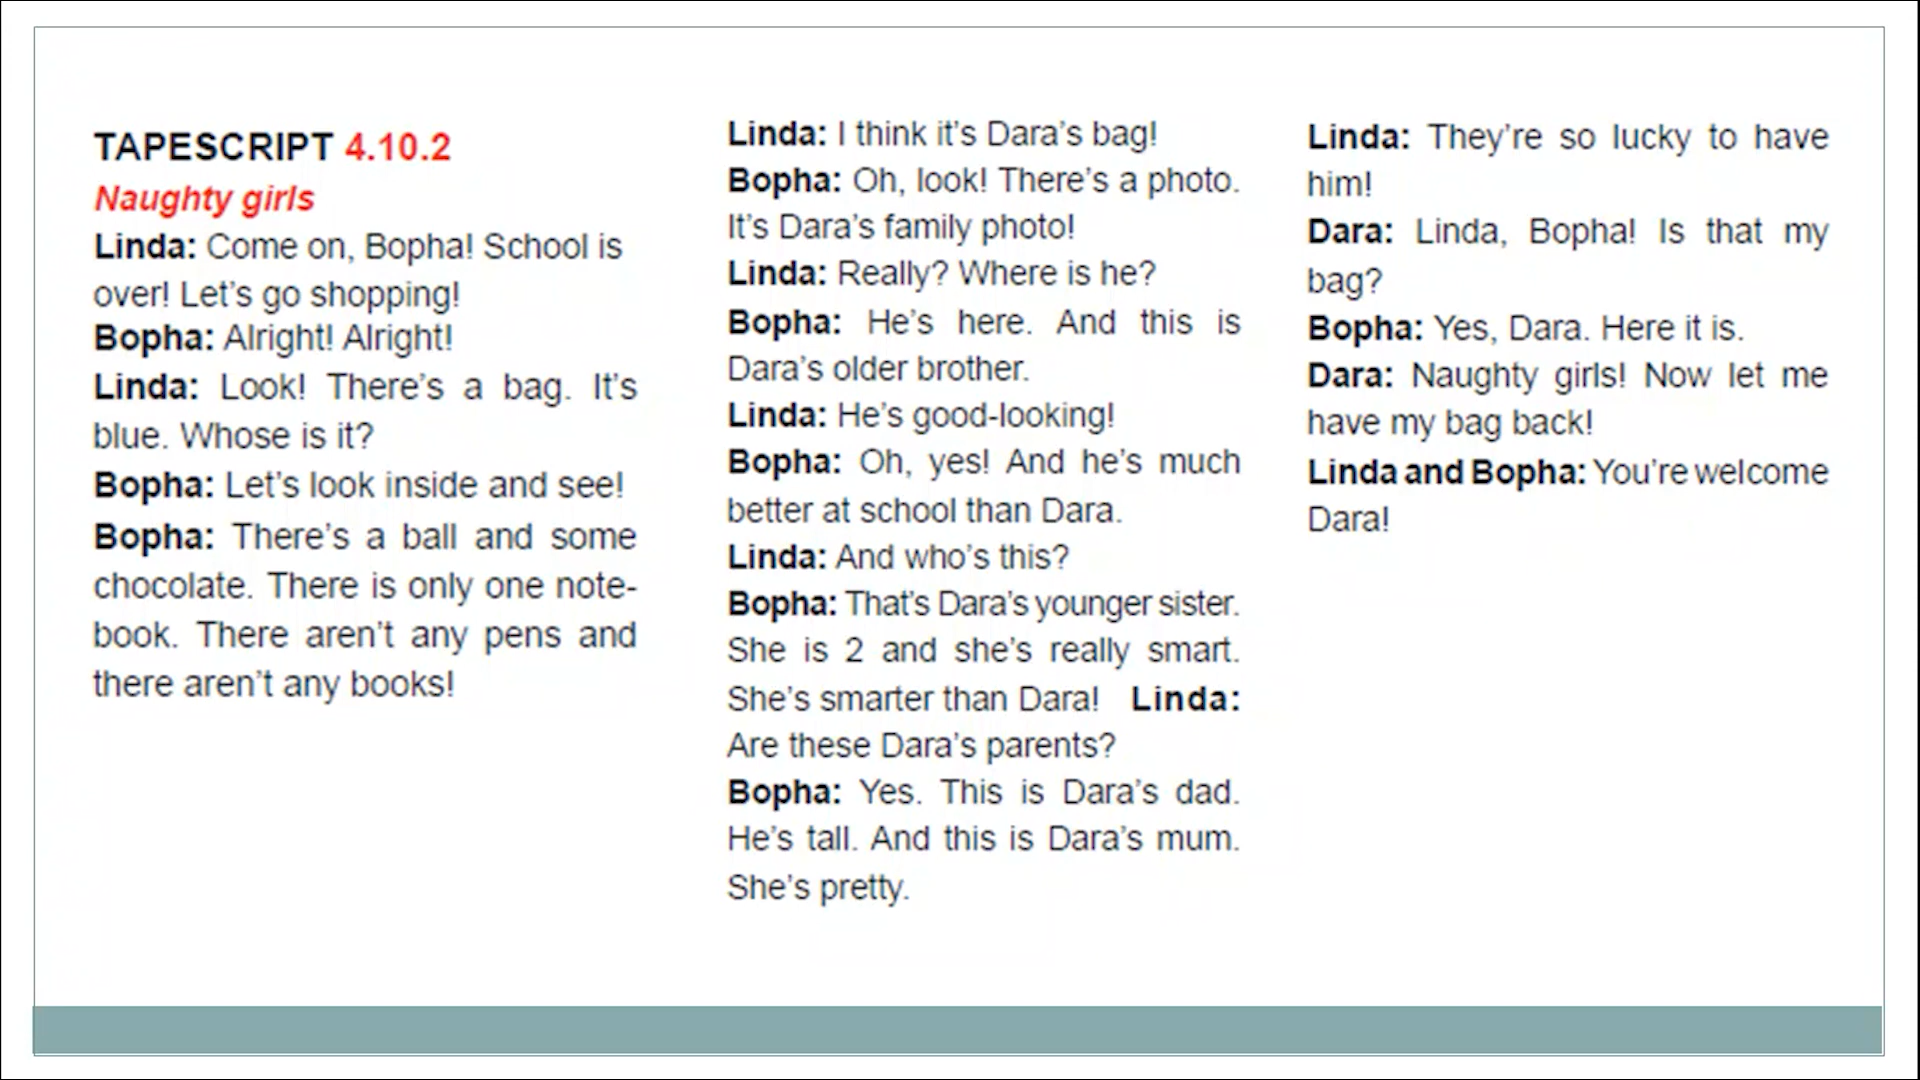 TAPESCRIPT 4.10.2
Naughty girls
Linda: Come on, Bopha! School is
over! Let's go shopping!
Bopha: Alright! Alright!
Linda: Look! There's a bag. It's
blue. Whose is it?
Bopha: Let's look inside and see!
Bopha: There's a ball and some
chocolate. There is only one note-
book. There aren't any pens and
there aren't any books!
Linda: I think it's Dara's bag!
Bopha: Oh, look! There's a photo.
It's Dara's family photo!
Linda: Really? Where is he?
Bopha: He's here. And this is
Dara's older brother.
Linda: He's good-looking!
Bopha: Oh, yes! And he's much
better at school than Dara.
Linda: And who's this?
Bopha: That's Dara's younger sister.
She is 2 and she's really smart.
She's smarter than Dara! Linda:
Are these Dara's parents?
Bopha: Yes. This is Dara's dad.
He's tall. And this is Dara's mum.
She's pretty.
Linda: They're so lucky to have
him!
Dara: Linda, Bopha! Is that my
bag?
Bopha: Yes, Dara. Here it is.
Dara: Naughty girls! Now let me
have my bag back!
Linda and Bopha: You're welcome
Dara!